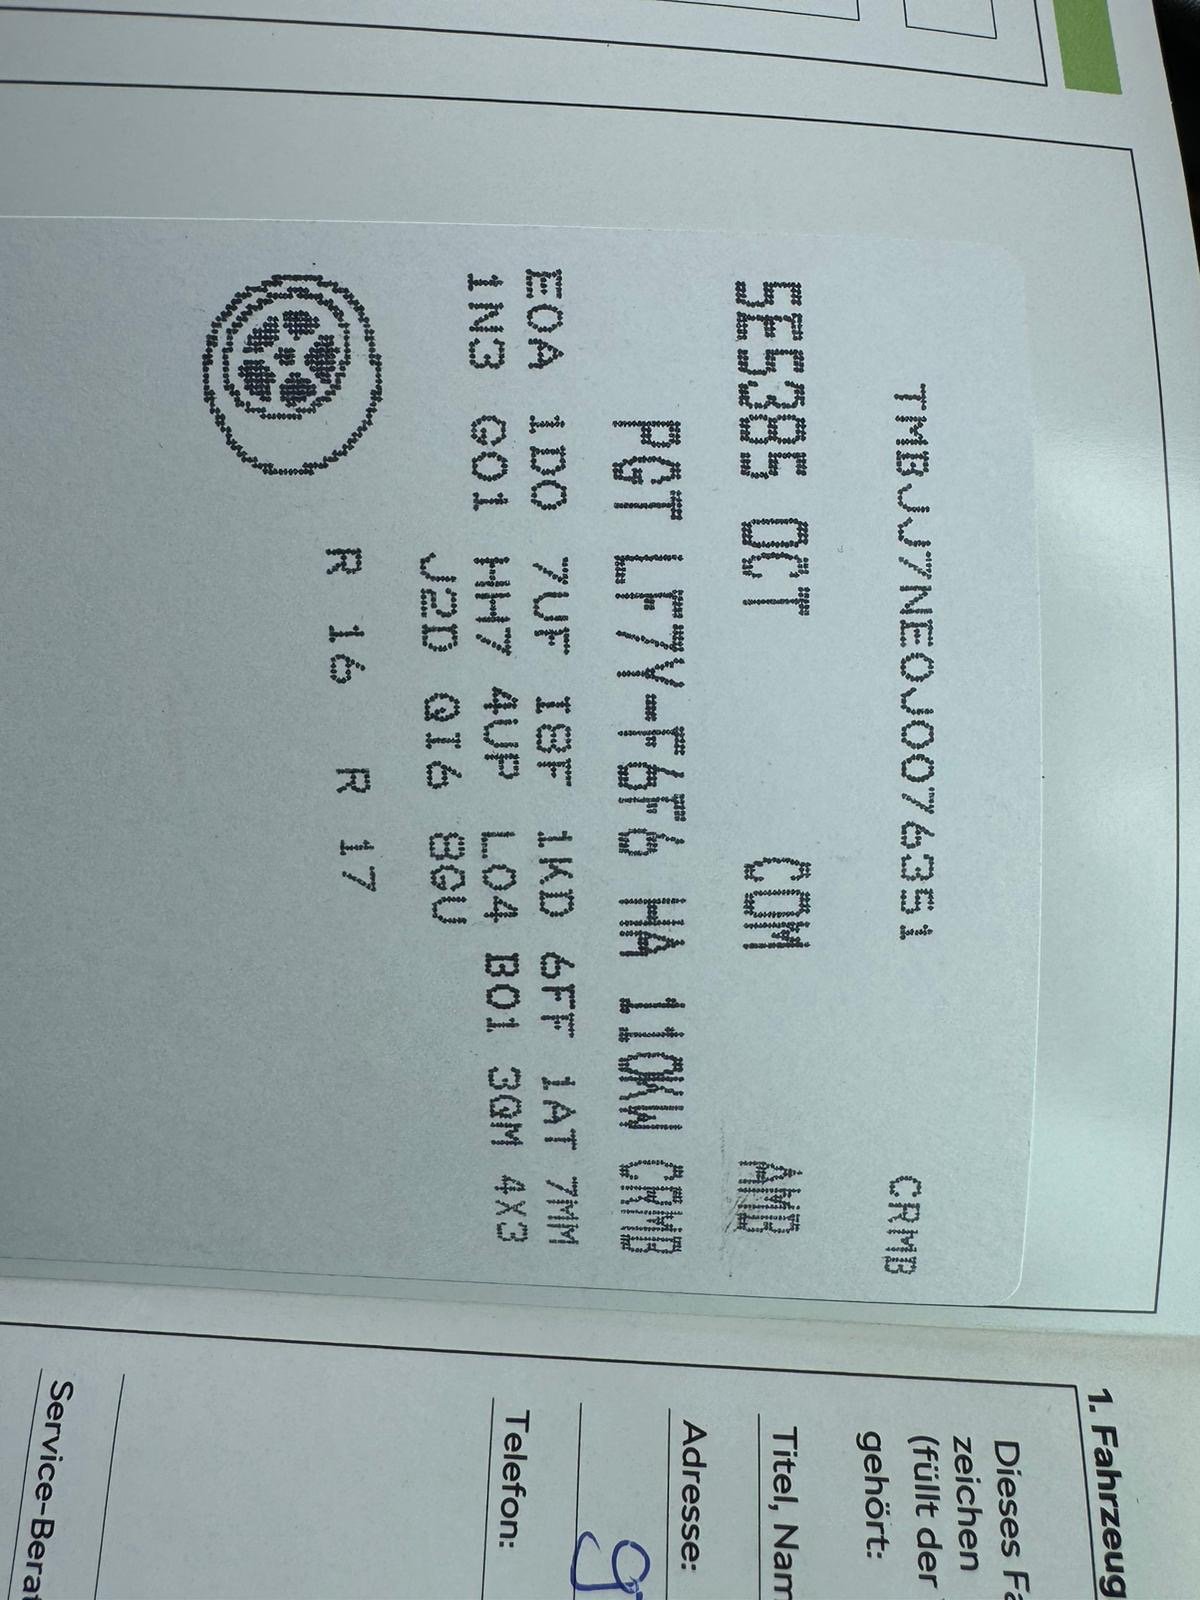 TMBJJ7NE0J0076351 CRMB
5E5385 OCT COM AMB
PGT LF7Y-F6F6 HA 110KW CRMB
E0A 1D0 7UF I8F 1KD 6FF 1AT 7MM
1N3 G01 HH7 4UP L04 B01 3QM 4X3
J2D QI6 8GU
R 16 R 17
1. Fahrzeug
Dieses Fa
zeichen
(füllt der
gehört:
Titel, Nam
Adresse:
Telefon:
Service-Berat